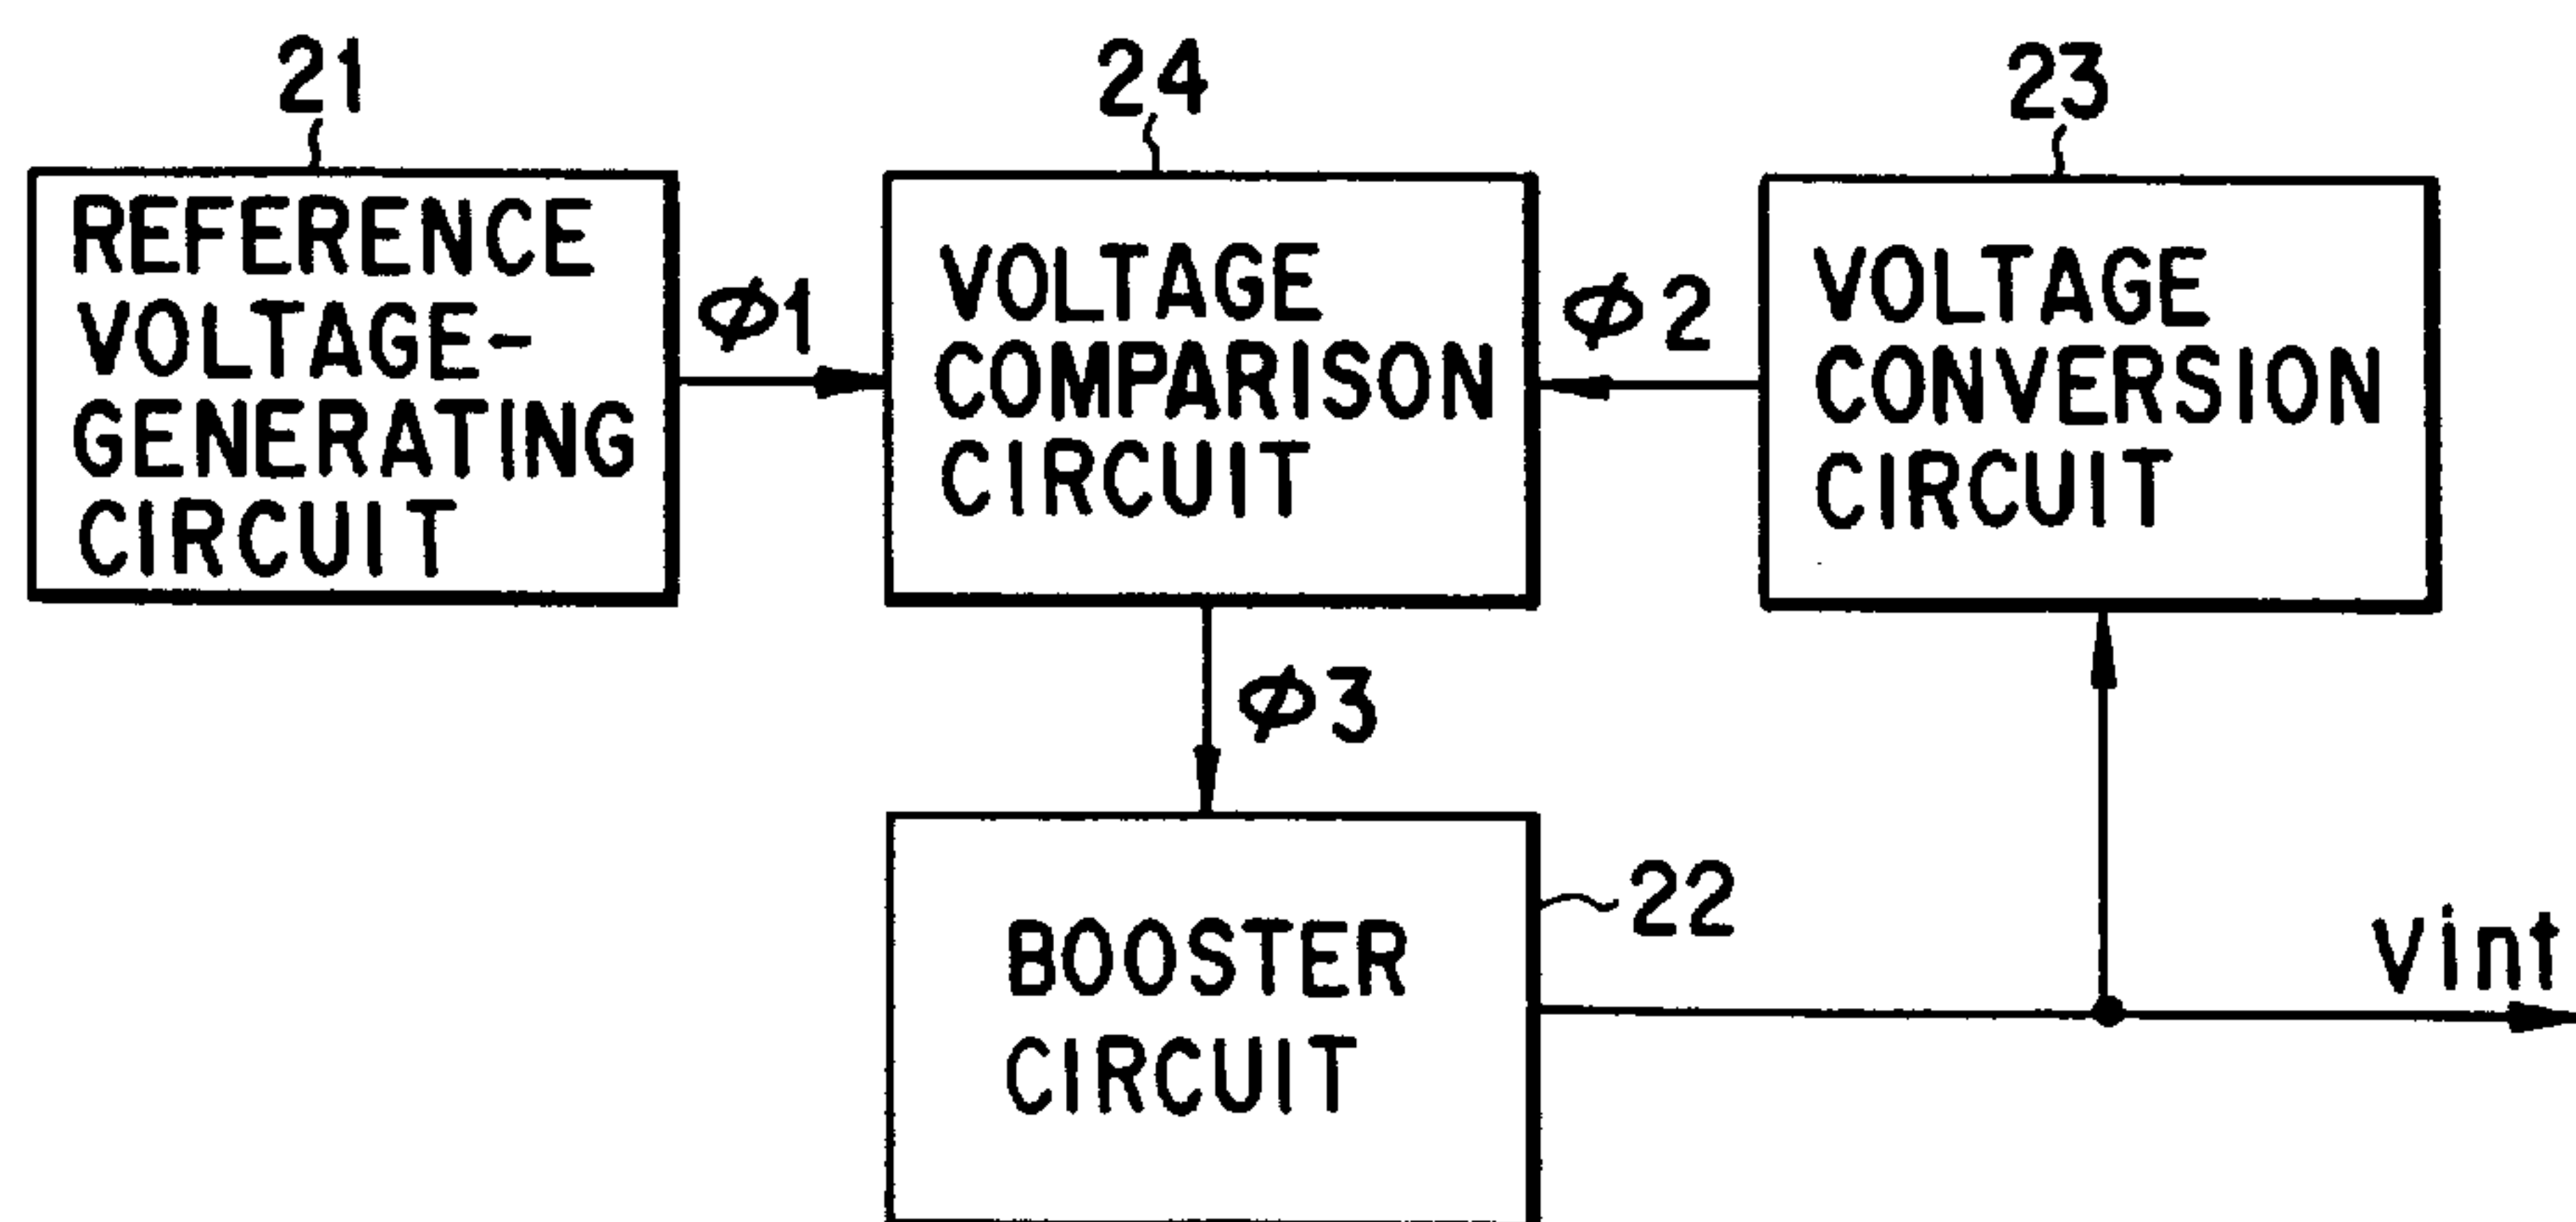 21
24
23
REFERENCE
VOLTAGE-
GENERATING
CIRCUIT
φ1
VOLTAGE
COMPARISON
CIRCUIT
φ2
VOLTAGE
CONVERSION
CIRCUIT
φ3
BOOSTER
CIRCUIT
22
Vint